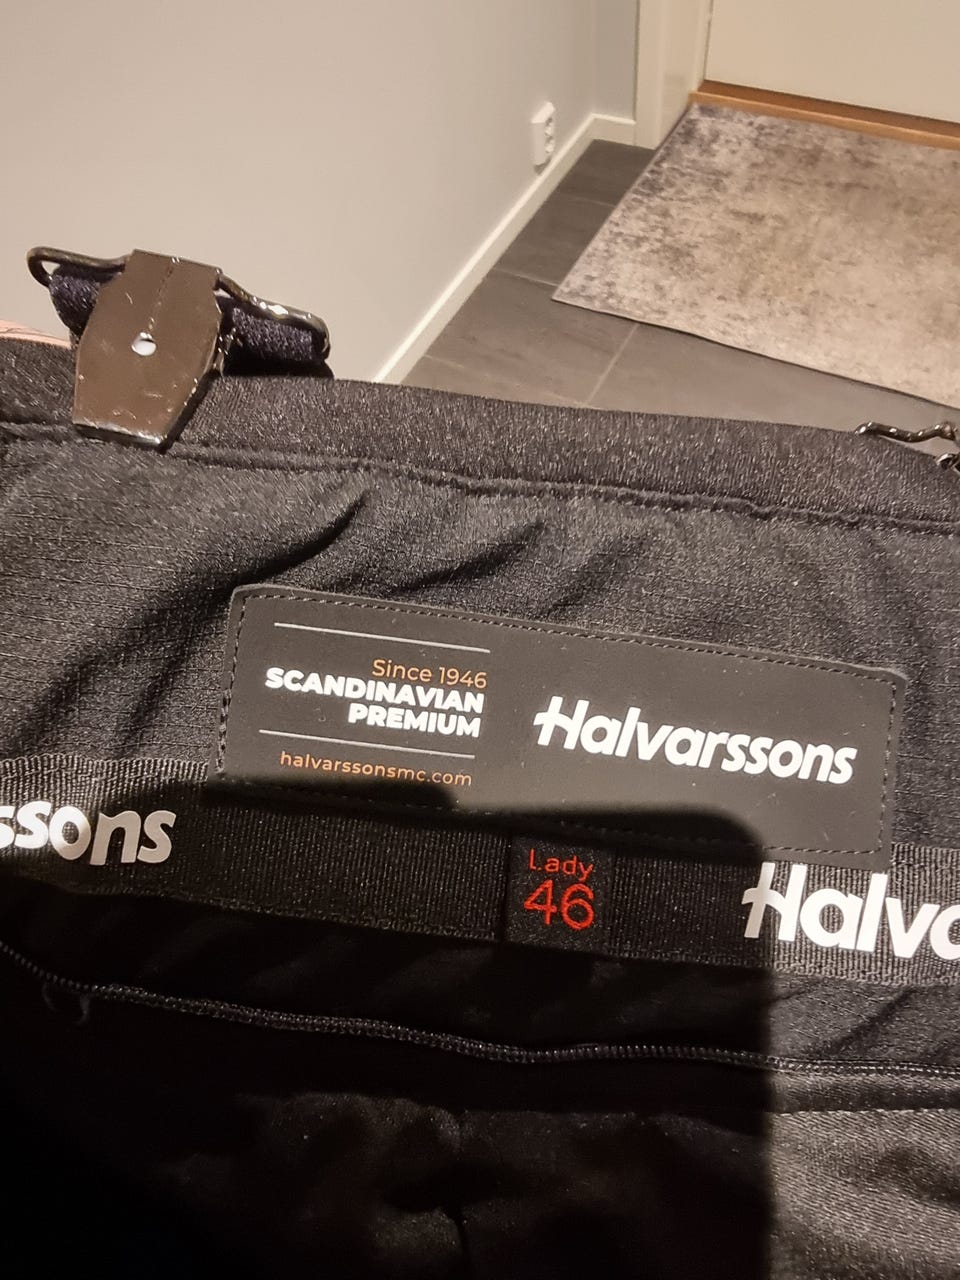 Since 1946
SCANDINAVIAN
PREMIUM
halvarssonsmc.com
Halvarssons
ssons
Lady
46
Halva